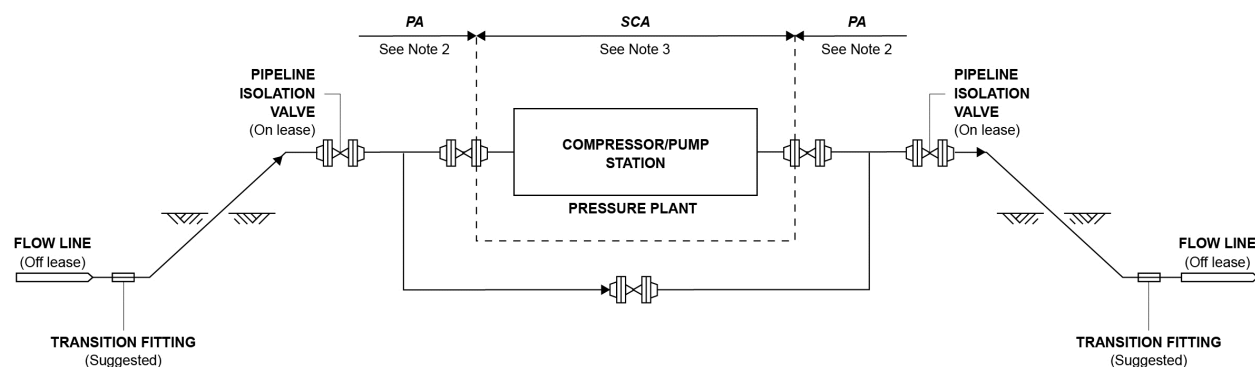 PA
SCA
PA
See Note 2
See Note 3
See Note 2
PIPELINE
ISOLATION
VALVE
(On lease)
PIPELINE
ISOLATION
VALVE
(On lease)
COMPRESSOR/PUMP
STATION
PRESSURE PLANT
FLOW LINE
(Off lease)
FLOW LINE
(Off lease)
TRANSITION FITTING
(Suggested)
TRANSITION FITTING
(Suggested)